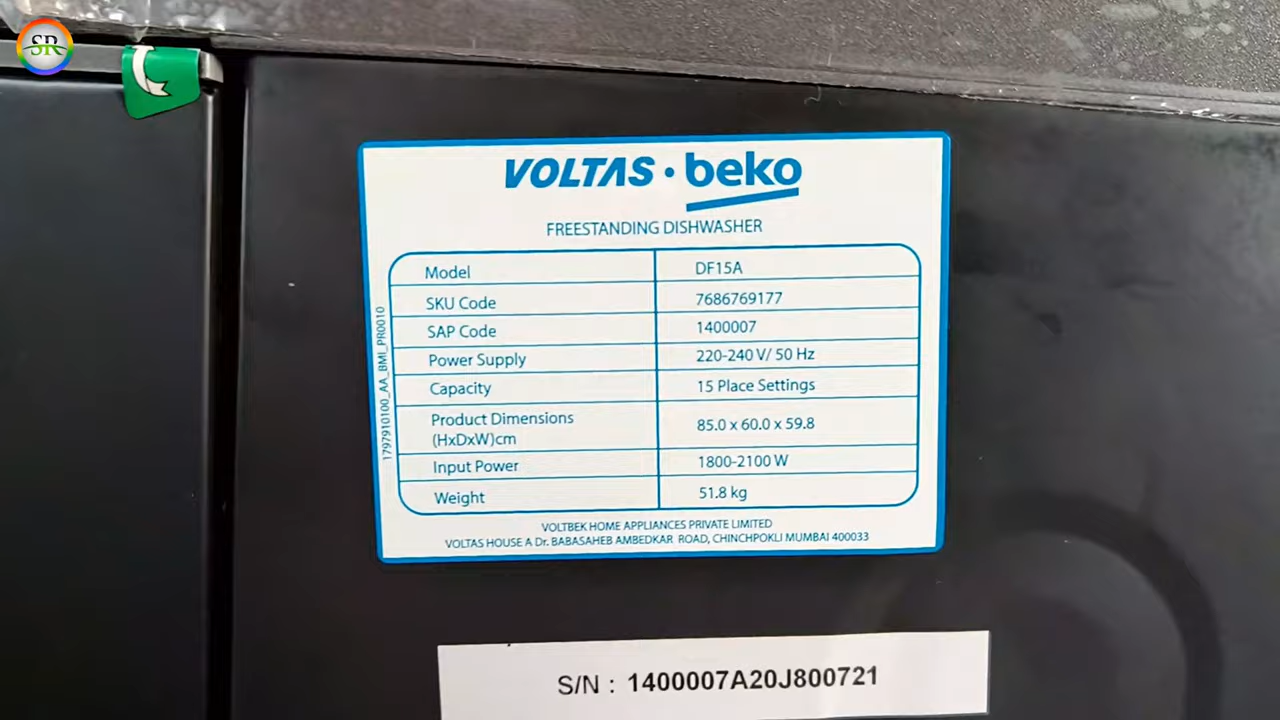 SR
VOLTAS • beko
FREESTANDING DISHWASHER
Model DF15A
SKU Code 7686769177
SAP Code 1400007
Power Supply 220-240 V/ 50 Hz
Capacity 15 Place Settings
Product Dimensions
(HxDxW)cm 85.0 x 60.0 x 59.8
Input Power 1800-2100 W
Weight 51.8 kg
VOLTBEK HOME APPLIANCES PRIVATE LIMITED
VOLTAS HOUSE A Dr. BABASAHEB AMBEDKAR ROAD, CHINCHPOKLI MUMBAI 400033
1797910100_AA_BMI_PR0010
S/N : 1400007A20J800721